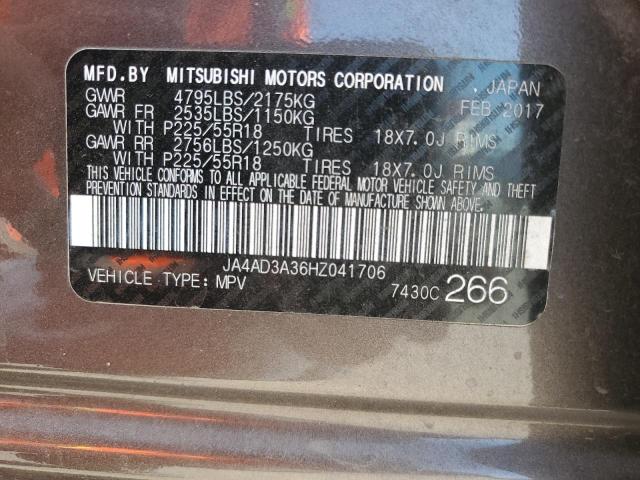 MFD.BY MITSUBISHI MOTORS CORPORATION , JAPAN
GVWR 4795LBS/2175KG FEB 2017
GAWR FR 2535LBS/1150KG
WITH P225/55R18 TIRES 18X7.0J RIMS
GAWR RR 2756LBS/1250KG
WITH P225/55R18 TIRES 18X7.0J RIMS
THIS VEHICLE CONFORMS TO ALL APPLICABLE FEDERAL MOTOR VEHICLE SAFETY AND THEFT
PREVENTION STANDARDS IN EFFECT ON THE DATE OF MANUFACTURE SHOWN ABOVE.
JA4AD3A36HZ041706
VEHICLE TYPE: MPV 7430C 266